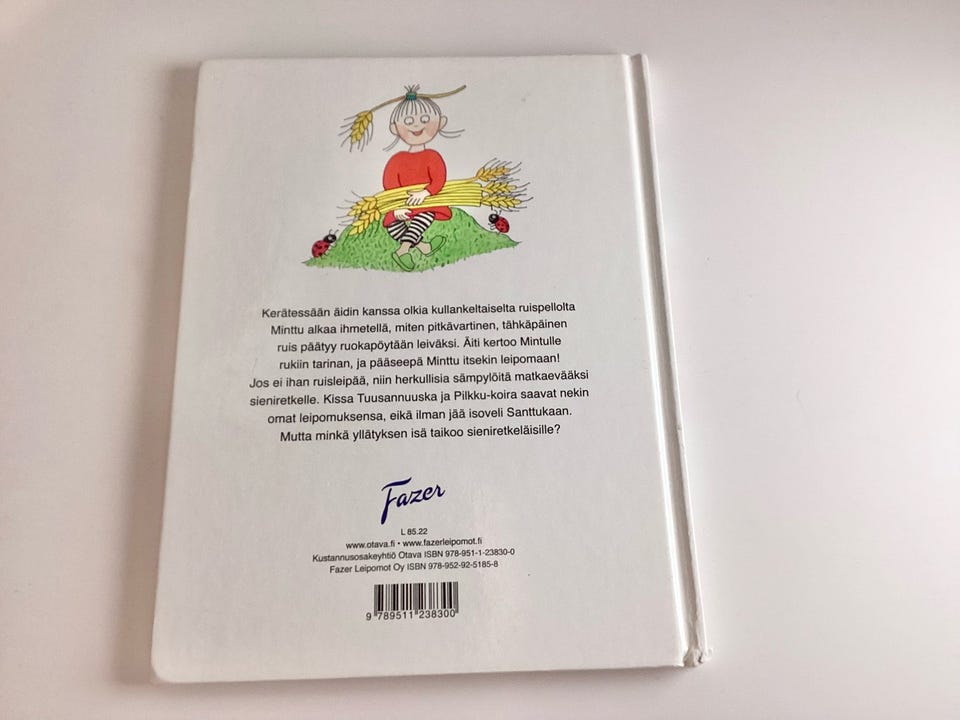 Kerätessään äidin kanssa olkia kullankeltaiselta ruispellolta
Minttu alkaa ihmetellä, miten pitkävartinen, tähkäpäinen
ruis päätyy ruokapöytään leiväksi. Äiti kertoo Mintulle
rukiin tarinan, ja pääseepä Minttu itsekin leipomaan!
Jos ei ihan ruisleipää, niin herkullisia sämpylöitä matkaevääksi
sieniretkelle. Kissa Tuusannuuska ja Pilkku-koira saavat nekin
omat leipomuksensa, eikä ilman jää isoveli Santtukaan.
Mutta minkä yllätyksen isä taikoo sieniretkeläisille?
Fazer
L 85.22
www.otava.fi • www.fazerleipomot.fi
Kustannusosakeyhtiö Otava ISBN 978-951-1-23830-0
Fazer Leipomot Oy ISBN 978-952-92-5185-8
9 789511 238300